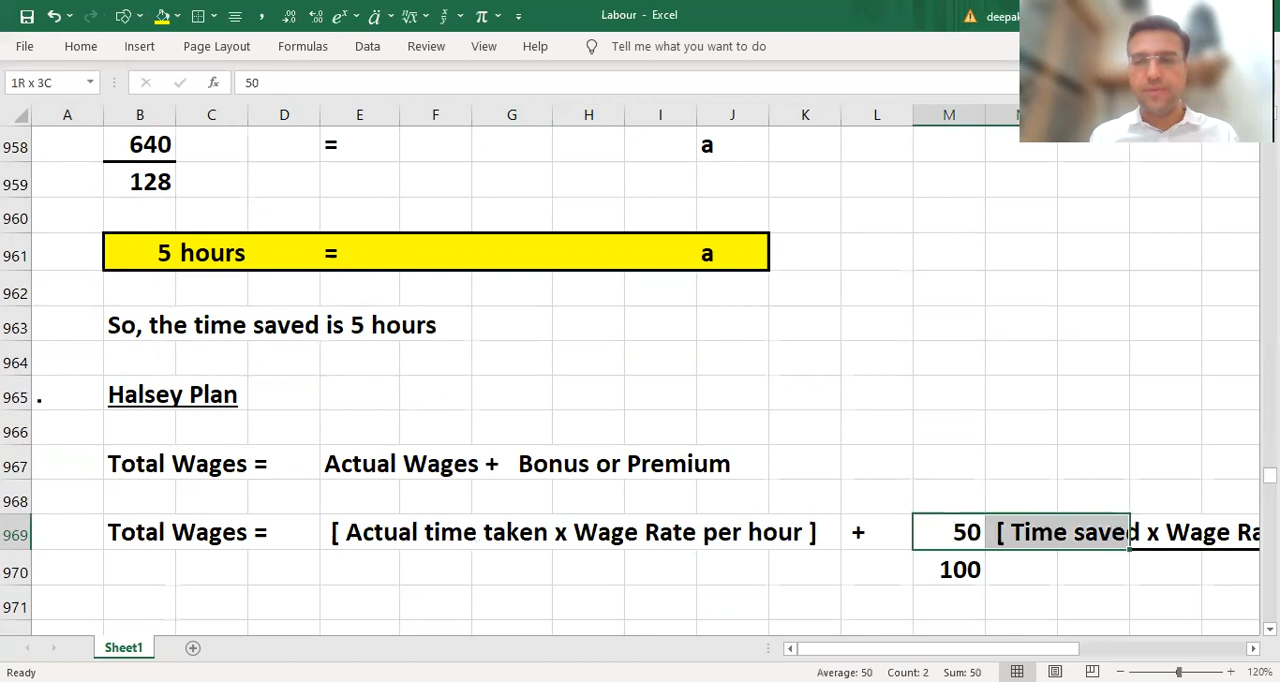 Labour - Excel
deepak
File Home Insert Page Layout Formulas Data Review View Help Tell me what you want to do
1R x 3C 50
A B C D E F G H I J K L M
958 640 = a
959 128
960
961 5 hours = a
962
963 So, the time saved is 5 hours
964
965 . Halsey Plan
966
967 Total Wages = Actual Wages + Bonus or Premium
968
969 Total Wages = [ Actual time taken x Wage Rate per hour ] + 50 [ Time saved x Wage Ra
970 100
971
Sheet1
Ready Average: 50 Count: 2 Sum: 50 120%